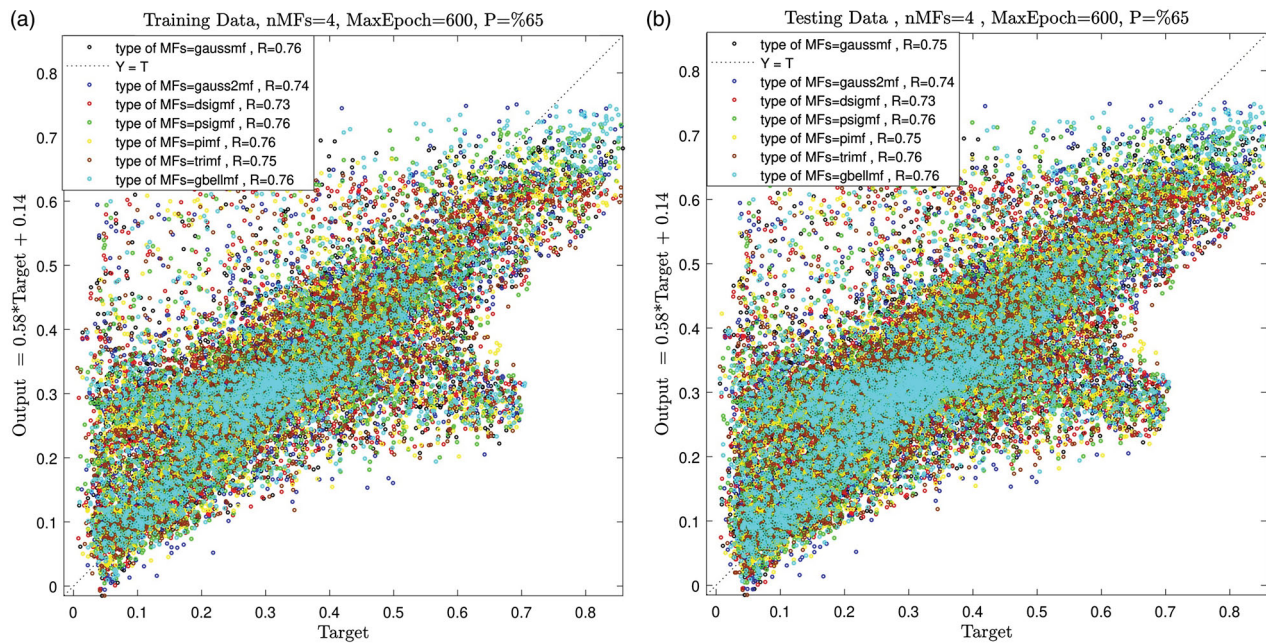 (a)
Training Data, nMFs=4, MaxEpoch=600, P=%65
type of MFs=gaussmf , R=0.76
Y = T
type of MFs=gauss2mf , R=0.74
type of MFs=dsigmf , R=0.73
type of MFs=psigmf , R=0.76
type of MFs=pimf , R=0.76
type of MFs=trimf , R=0.75
type of MFs=gbellmf , R=0.76
Output = 0.58*Target + 0.14
0.8
0.7
0.6
0.5
0.4
0.3
0.2
0.1
0
0 0.1 0.2 0.3 0.4 0.5 0.6 0.7 0.8
Target
(b)
Testing Data , nMFs=4 , MaxEpoch=600, P=%65
type of MFs=gaussmf , R=0.75
Y = T
type of MFs=gauss2mf , R=0.74
type of MFs=dsigmf , R=0.73
type of MFs=psigmf , R=0.76
type of MFs=pimf , R=0.75
type of MFs=trimf , R=0.76
type of MFs=gbellmf , R=0.76
Output = 0.58*Target + 0.14
0.8
0.7
0.6
0.5
0.4
0.3
0.2
0.1
0
0 0.1 0.2 0.3 0.4 0.5 0.6 0.7 0.8
Target